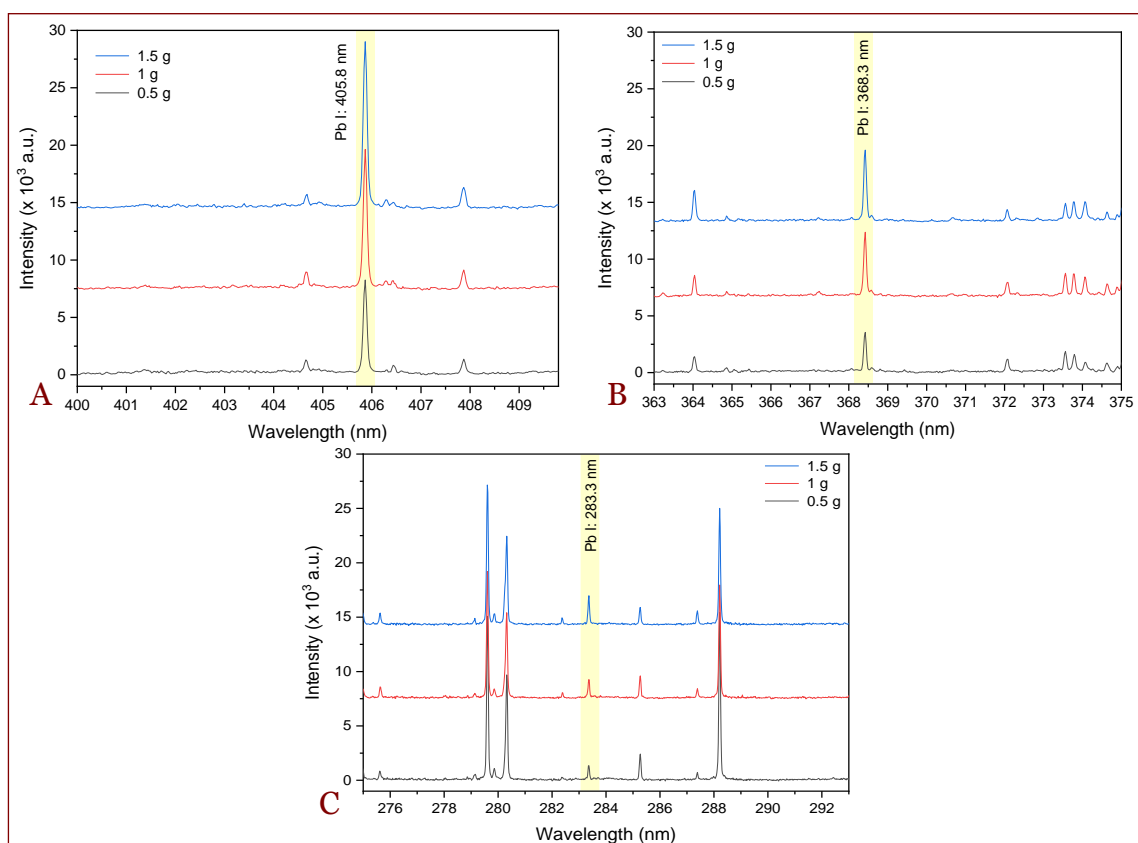 30
25
20
15
10
5
0
Intensity (x 10³ a.u.)
1.5 g
1 g
0.5 g
Pb I: 405.8 nm
400 401 402 403 404 405 406 407 408 409
Wavelength (nm)
A
30
25
20
15
10
5
0
Intensity (x 10³ a.u.)
1.5 g
1 g
0.5 g
Pb I: 368.3 nm
363 364 365 366 367 368 369 370 371 372 373 374 375
Wavelength (nm)
B
30
25
20
15
10
5
0
Intensity (x 10³ a.u.)
Pb I: 283.3 nm
1.5 g
1 g
0.5 g
276 278 280 282 284 286 288 290 292
Wavelength (nm)
C